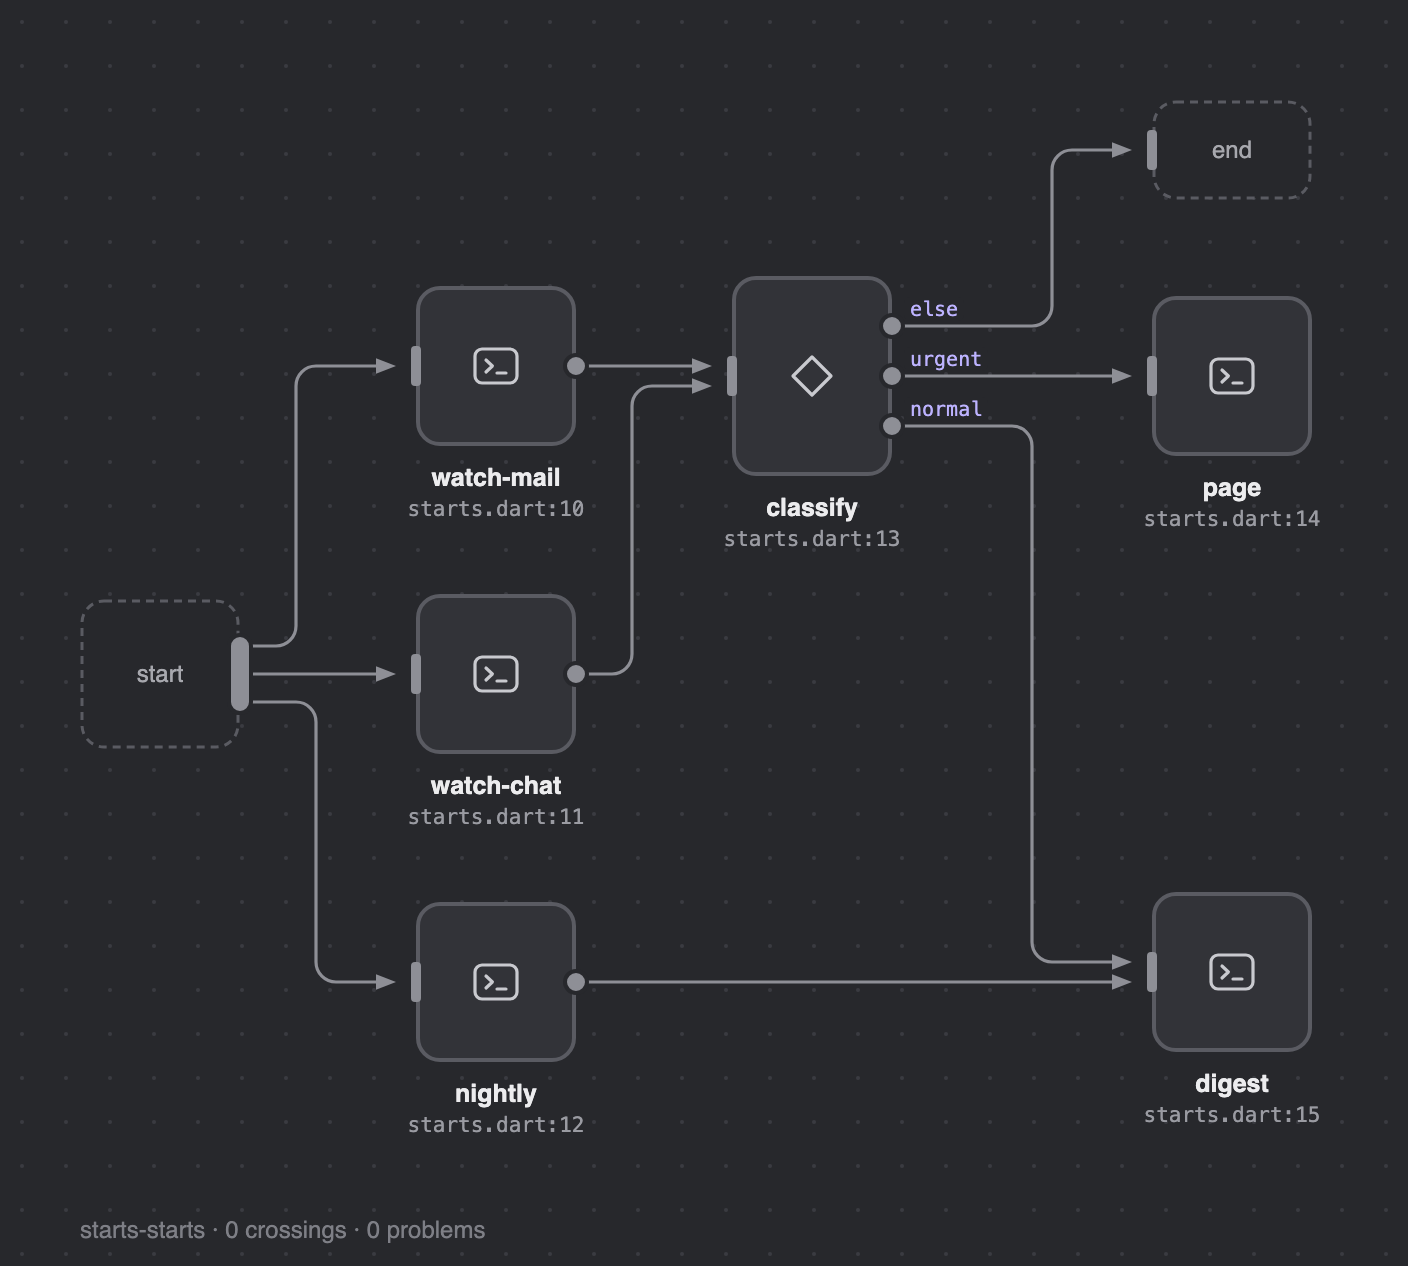 end
else
urgent
normal
watch-mail
starts.dart:10
classify
starts.dart:13
page
starts.dart:14
start
watch-chat
starts.dart:11
nightly
starts.dart:12
digest
starts.dart:15
starts-starts · 0 crossings · 0 problems